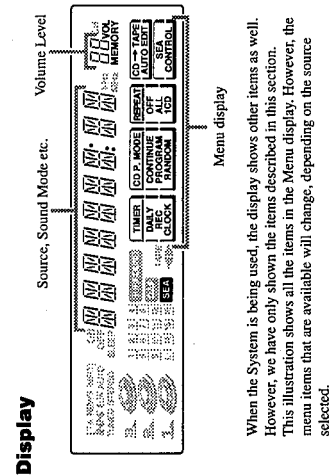 Display
Source, Sound Mode etc.
Volume Level
VOL
MEMORY
TIMER
DAILY
REC
CLOCK
CD P. MODE
CONTINUE
PROGRAM
RANDOM
REPEAT
OFF
ALL
1CD
CD → TAPE
AUTO EDIT
SEA
CONTROL
SEA
Menu display
When the System is being used, the display shows other items as well.
However, we have only shown the items described in this section.
This illustration shows all the items in the Menu display. However, the
menu items that are available will change, depending on the source
selected.